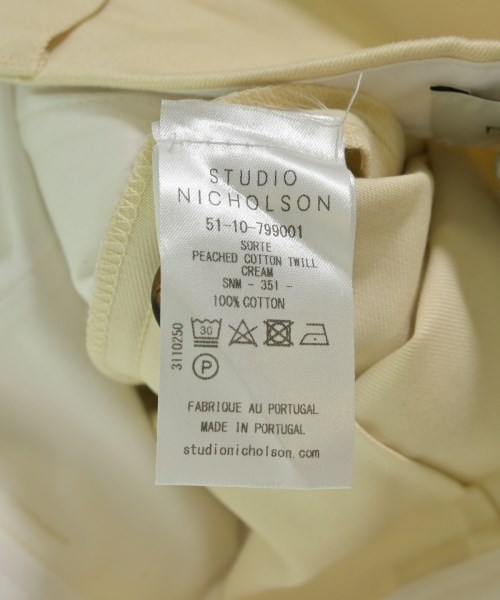 STUDIO
NICHOLSON
51-10-799001
SORTE
PEACHED COTTON TWILL
CREAM
SNM - 351 -
100% COTTON
30
P
3110250
FABRIQUE AU PORTUGAL
MADE IN PORTUGAL
studionicholson.com